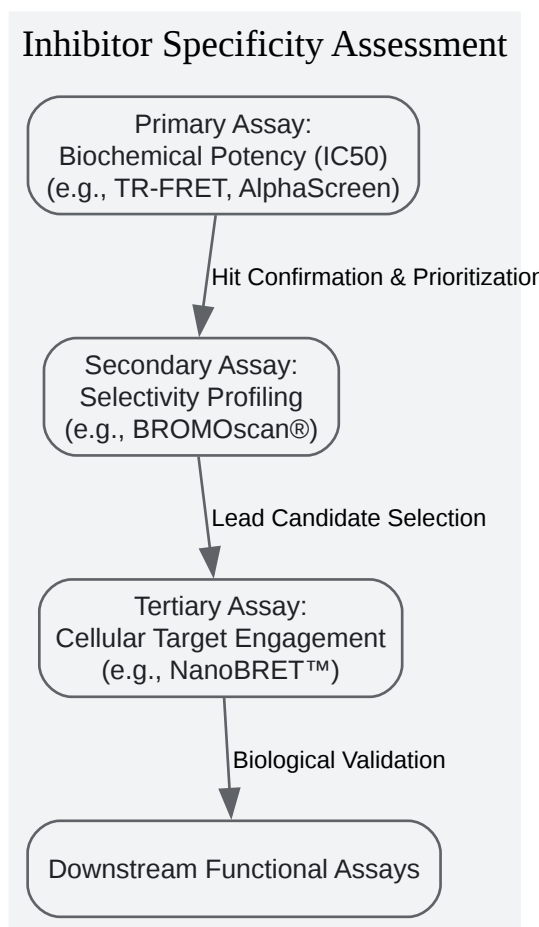 Inhibitor Specificity Assessment
Primary Assay:
Biochemical Potency (IC50)
(e.g., TR-FRET, AlphaScreen)
Hit Confirmation & Prioritization
Secondary Assay:
Selectivity Profiling
(e.g., BROMOscan®)
Lead Candidate Selection
Tertiary Assay:
Cellular Target Engagement
(e.g., NanoBRET™)
Biological Validation
Downstream Functional Assays